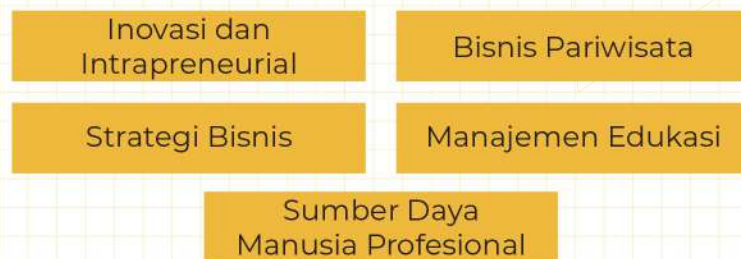 Inovasi dan
Intrapreneurial
Bisnis Pariwisata
Strategi Bisnis
Manajemen Edukasi
Sumber Daya
Manusia Profesional